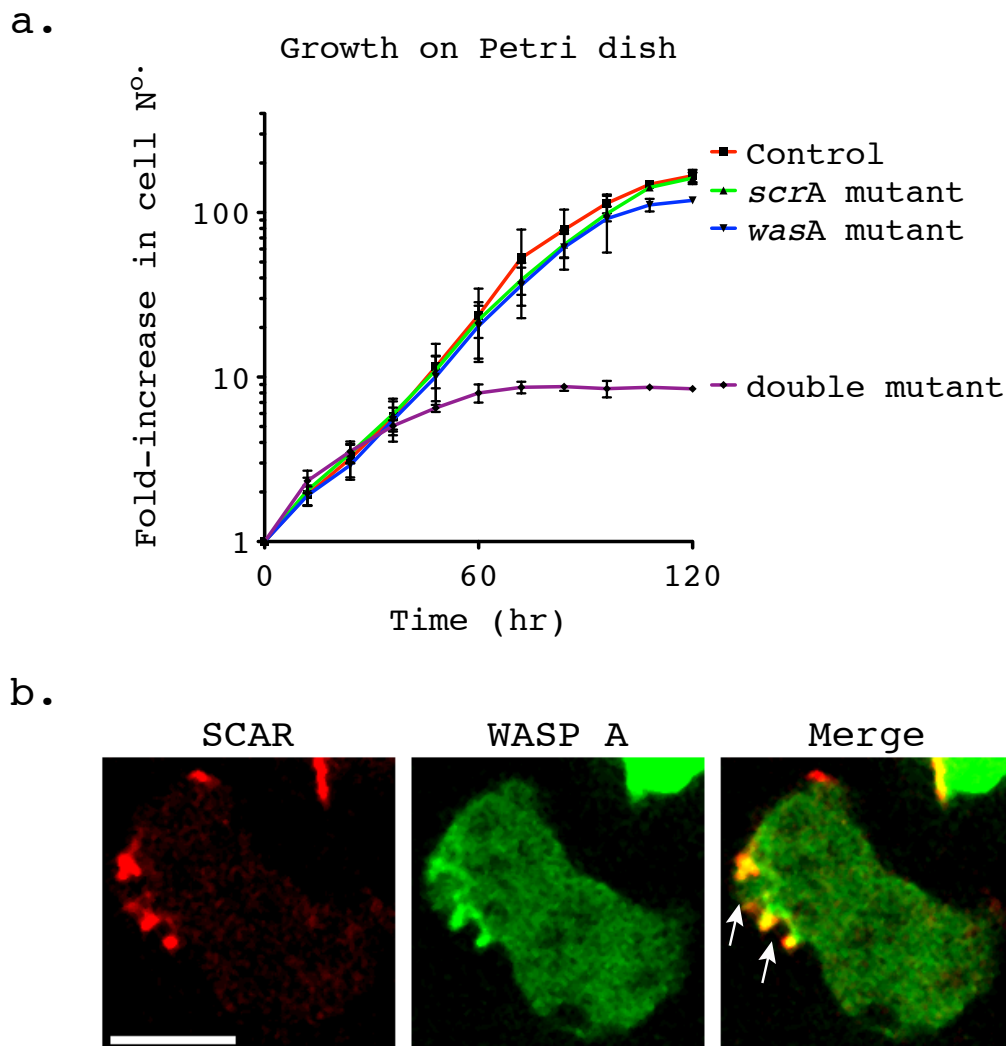 a.
Growth on Petri dish
Fold-increase in cell Nº.
100
10
1
0
60
120
Time (hr)
Control
scrA mutant
wasA mutant
double mutant
b.
SCAR
WASP A
Merge